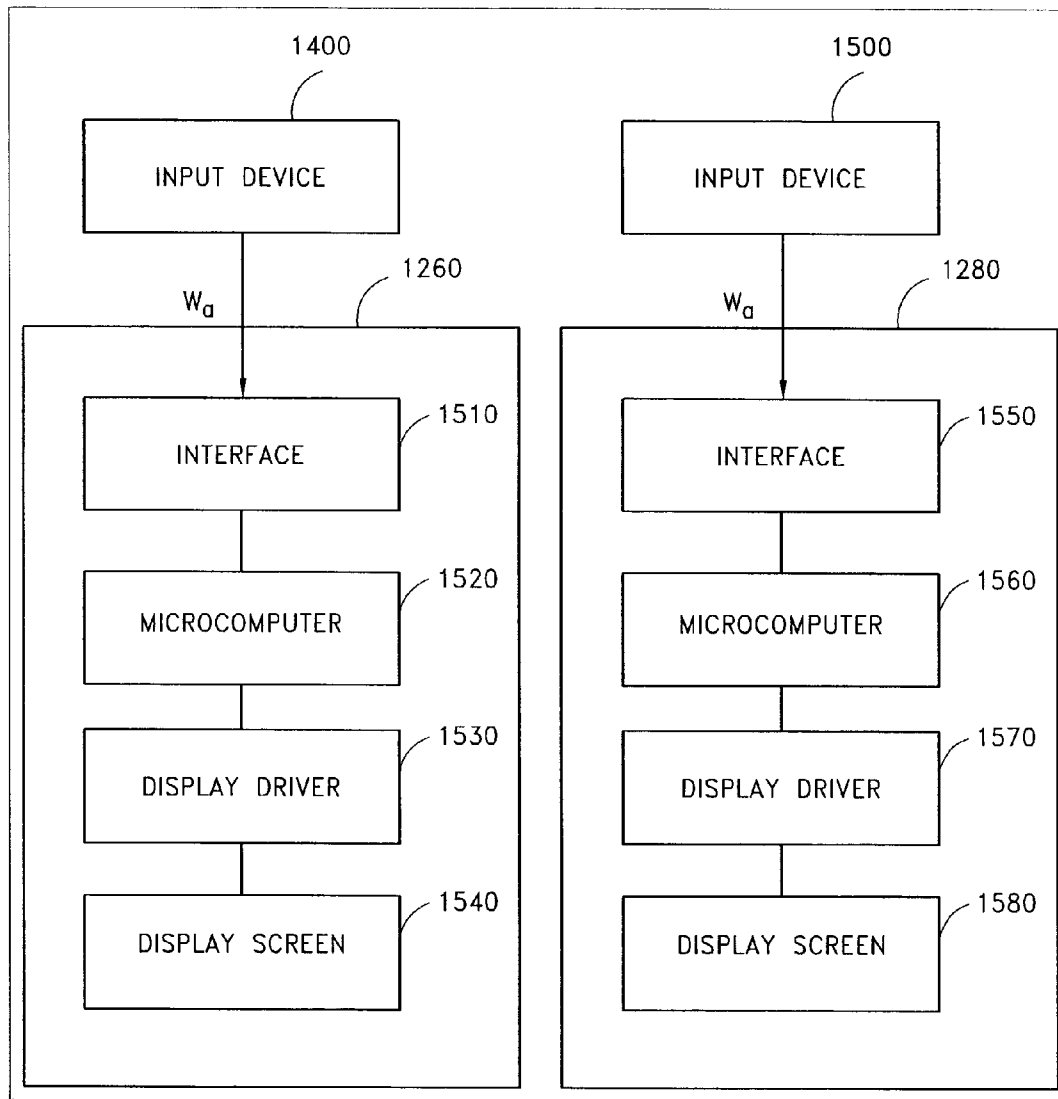 1400
INPUT DEVICE
Wa
1260
1510
INTERFACE
1520
MICROCOMPUTER
1530
DISPLAY DRIVER
1540
DISPLAY SCREEN
1500
INPUT DEVICE
Wa
1280
1550
INTERFACE
1560
MICROCOMPUTER
1570
DISPLAY DRIVER
1580
DISPLAY SCREEN